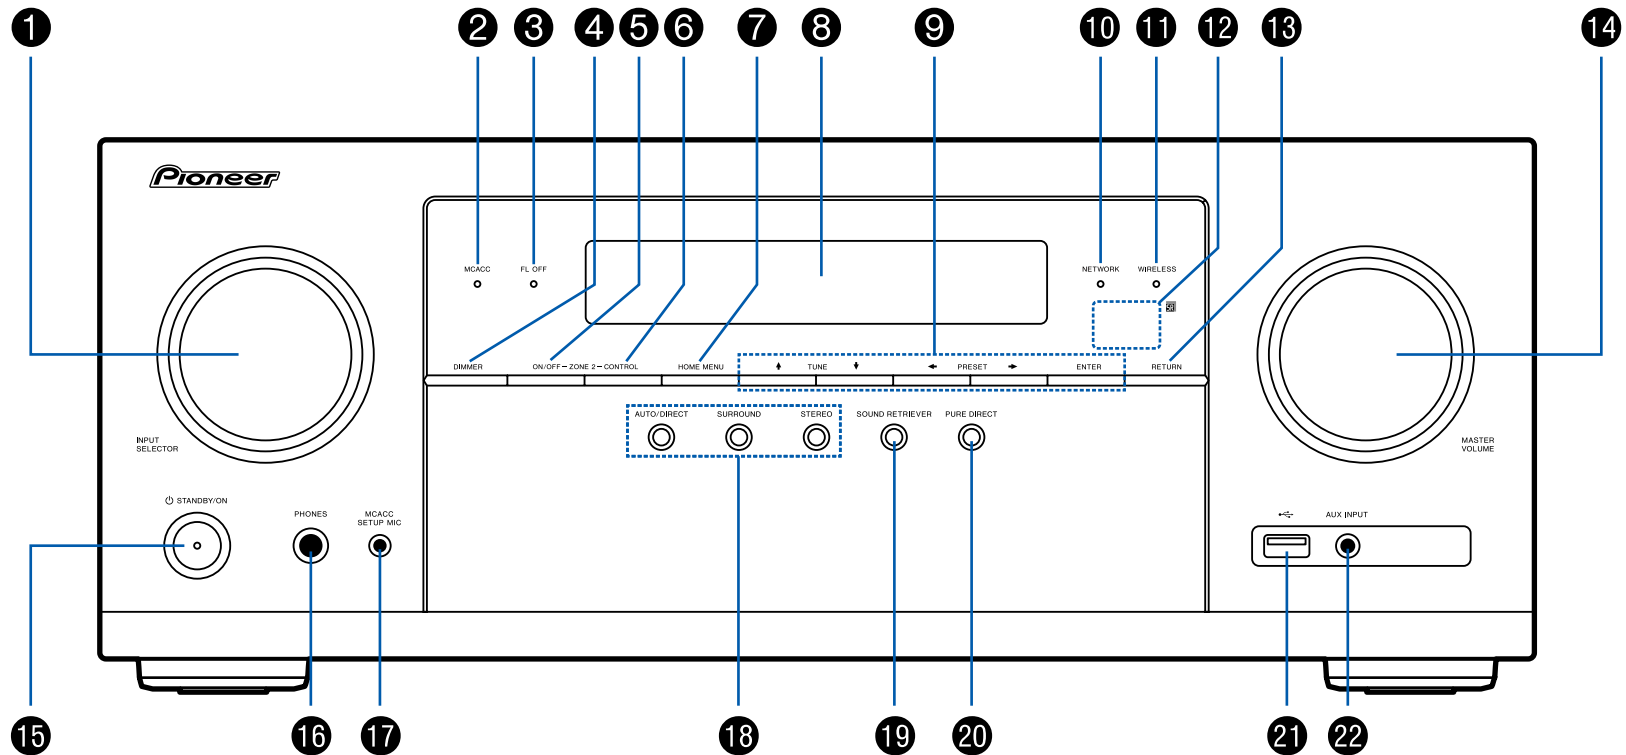 1 2 3 4 5 6 7 8 9 10 11 12 13 14
Pioneer
MCACC FL OFF NETWORK WIRELESS
DIMMER ON/OFF – ZONE 2 – CONTROL HOME MENU TUNE PRESET ENTER RETURN
AUTO/DIRECT SURROUND STEREO SOUND RETRIEVER PURE DIRECT
INPUT
SELECTOR
MASTER
VOLUME
STANDBY/ON
PHONES
MCACC
SETUP MIC
AUX INPUT
15 16 17 18 19 20 21 22